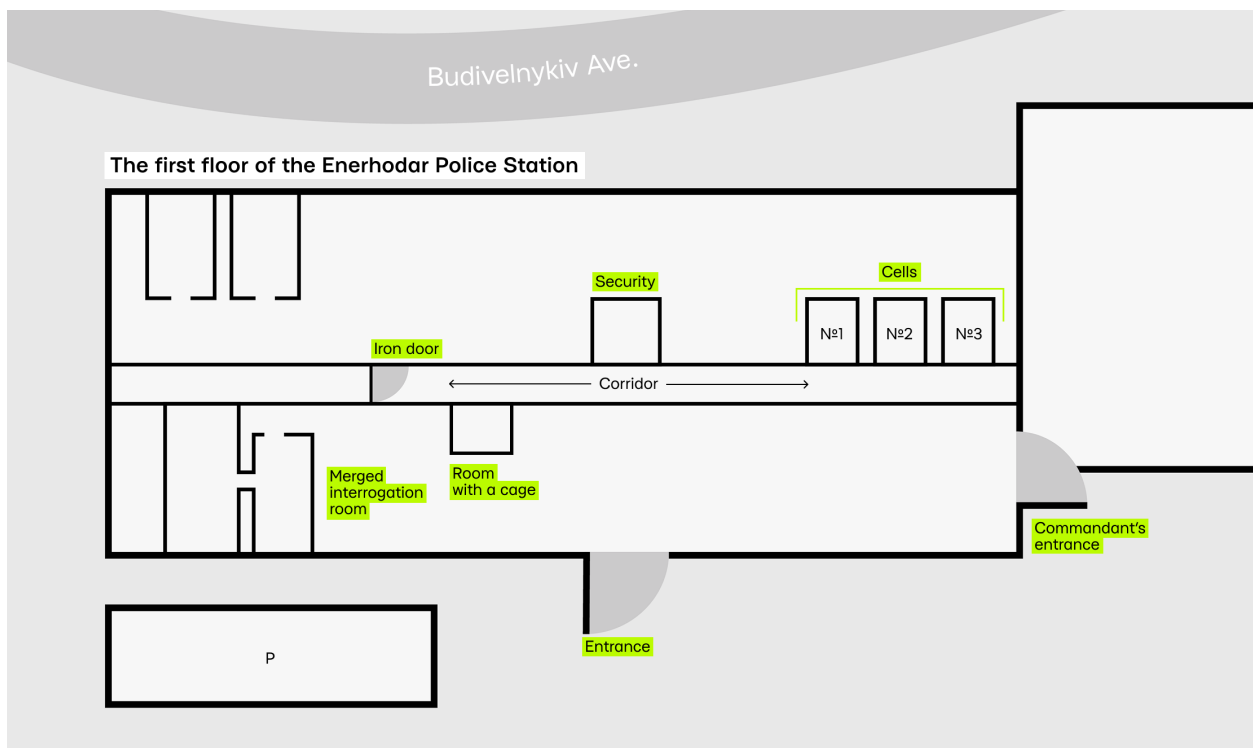 Budivelnykiv Ave.
The first floor of the Enerhodar Police Station
Cells
Security
№1
№2
№3
Iron door
Corridor
Merged
interrogation
room
Room
with a cage
Commandant's
entrance
Entrance
P